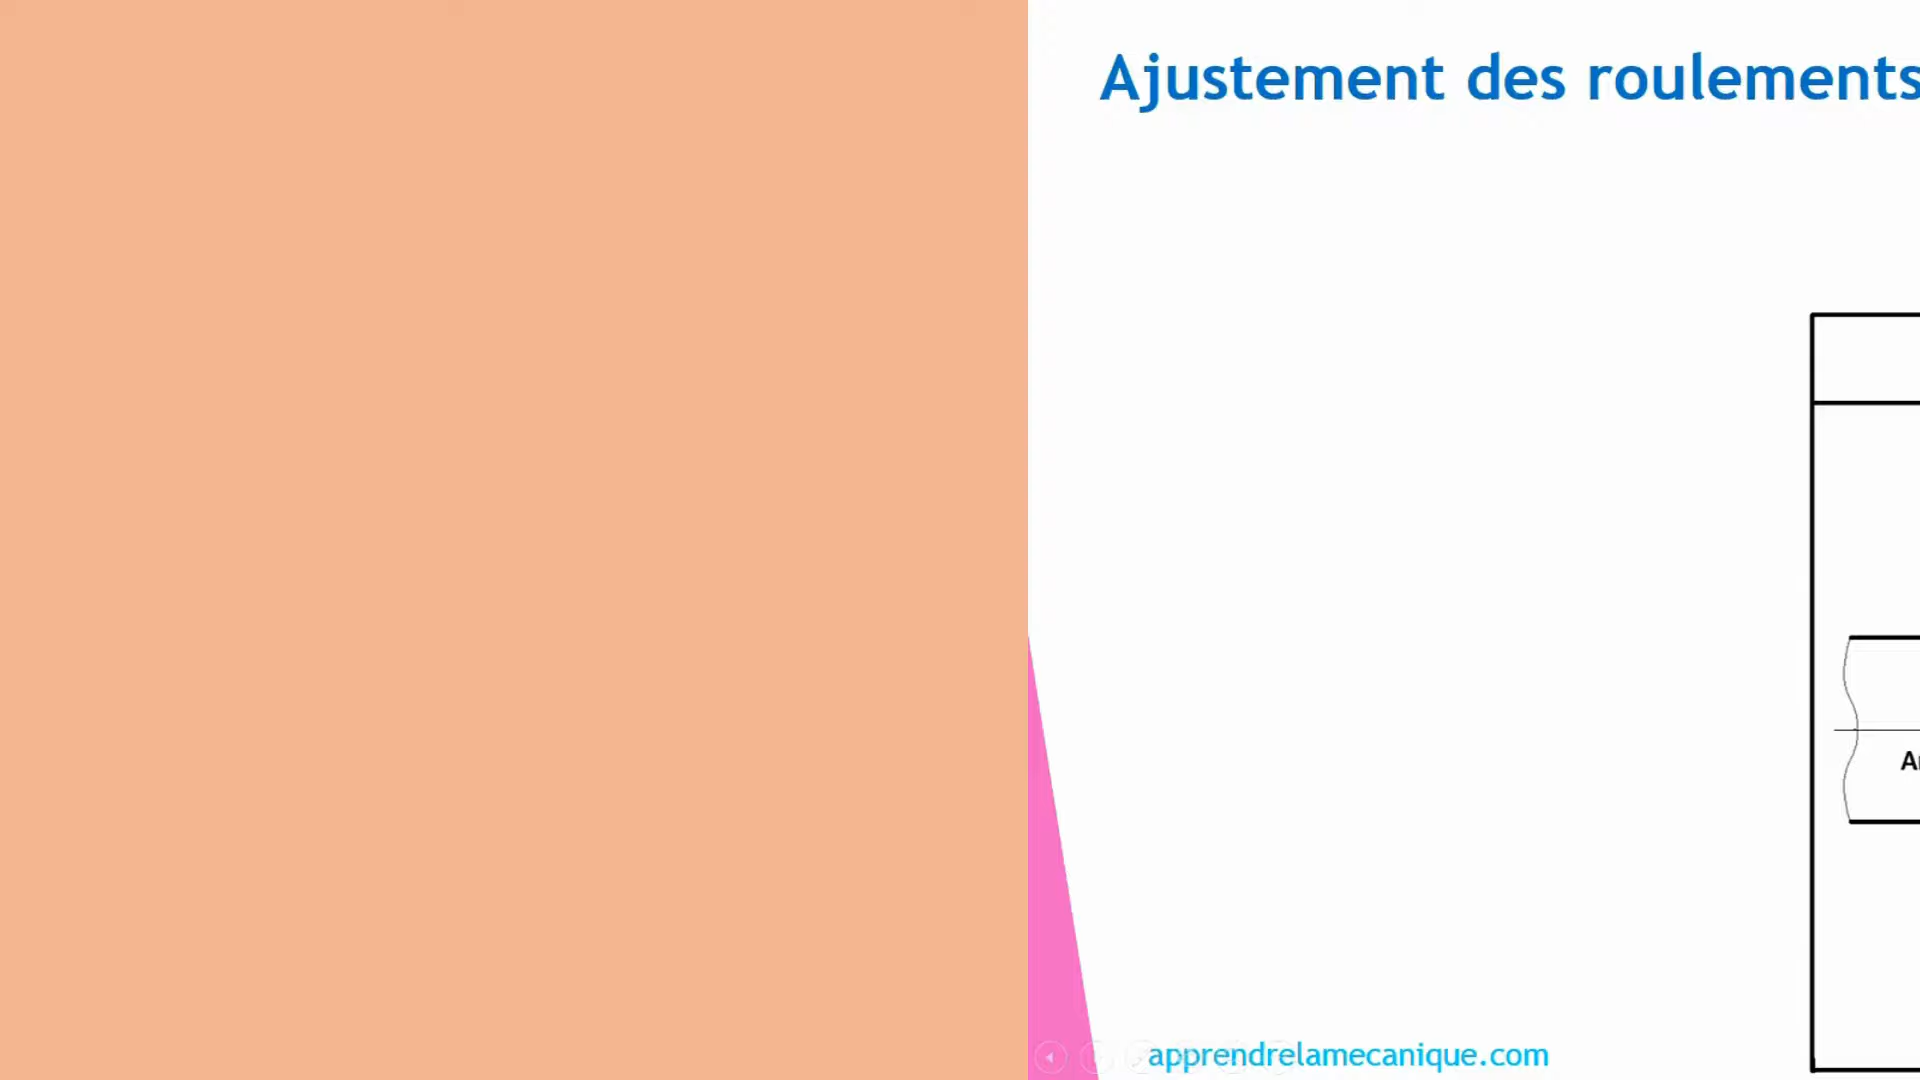 Ajustement des roulements
apprendrelamecanique.com